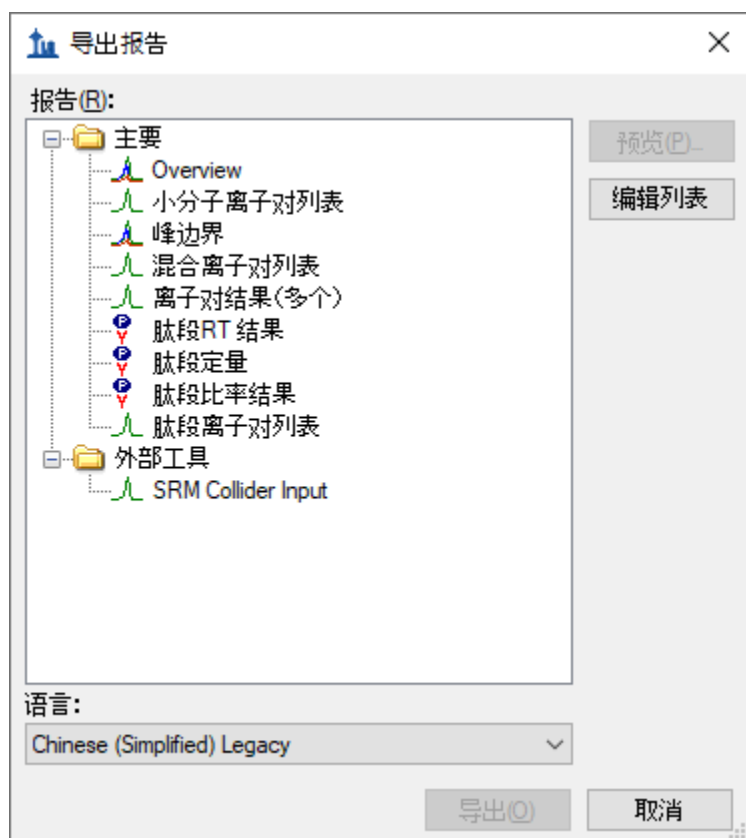 导出报告
报告(R):
预览(P)...
编辑列表
主要
Overview
小分子离子对列表
峰边界
混合离子对列表
离子对结果(多个)
肽段RT 结果
肽段定量
肽段比率结果
肽段离子对列表
外部工具
SRM Collider Input
语言:
Chinese (Simplified) Legacy
导出(O)
取消